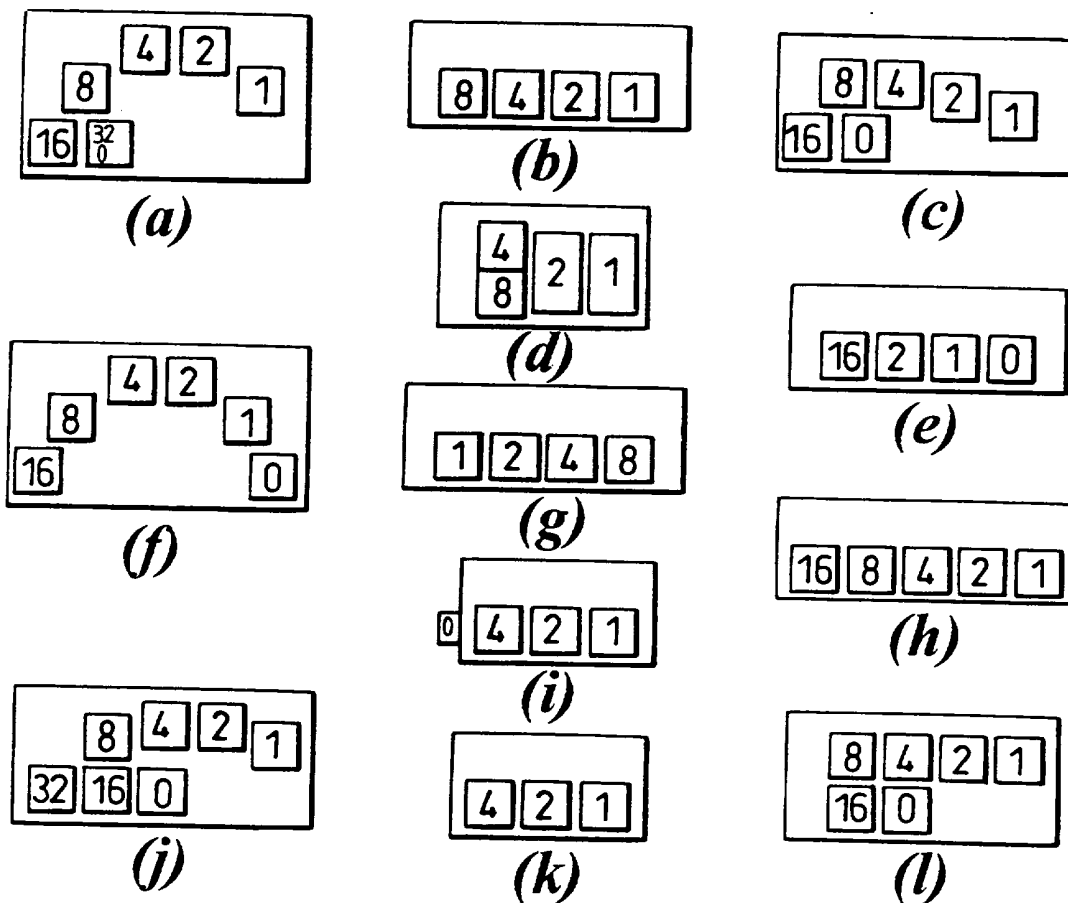 4 2
8 1
16 32
0
(a)
8 4 2 1
(b)
8 4 2 1
16 0
(c)
4 2 1
8
(d)
16 2 1 0
(e)
4 2
8 1
16 0
(f)
1 2 4 8
(g)
16 8 4 2 1
(h)
0 4 2 1
(i)
8 4 2 1
32 16 0
(j)
4 2 1
(k)
8 4 2 1
16 0
(l)